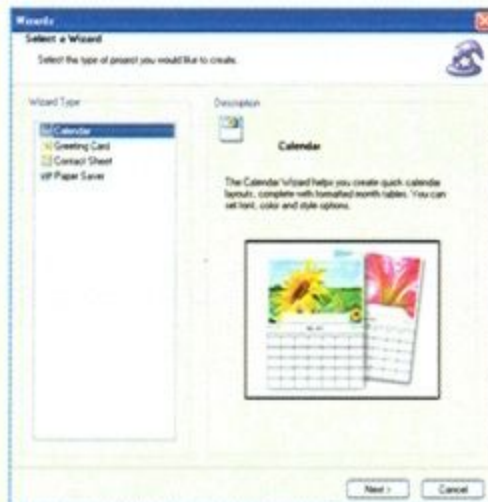 Wizards
Select a Wizard
Select the type of project you would like to create.
Wizard Type
Calendar
Greeting Card
Contact Sheet
Paper Saver
Description
Calendar
The Calendar Wizard helps you create quick calendar
layouts, complete with formatted month tables. You can
set font, color and style options.
Next >
Cancel